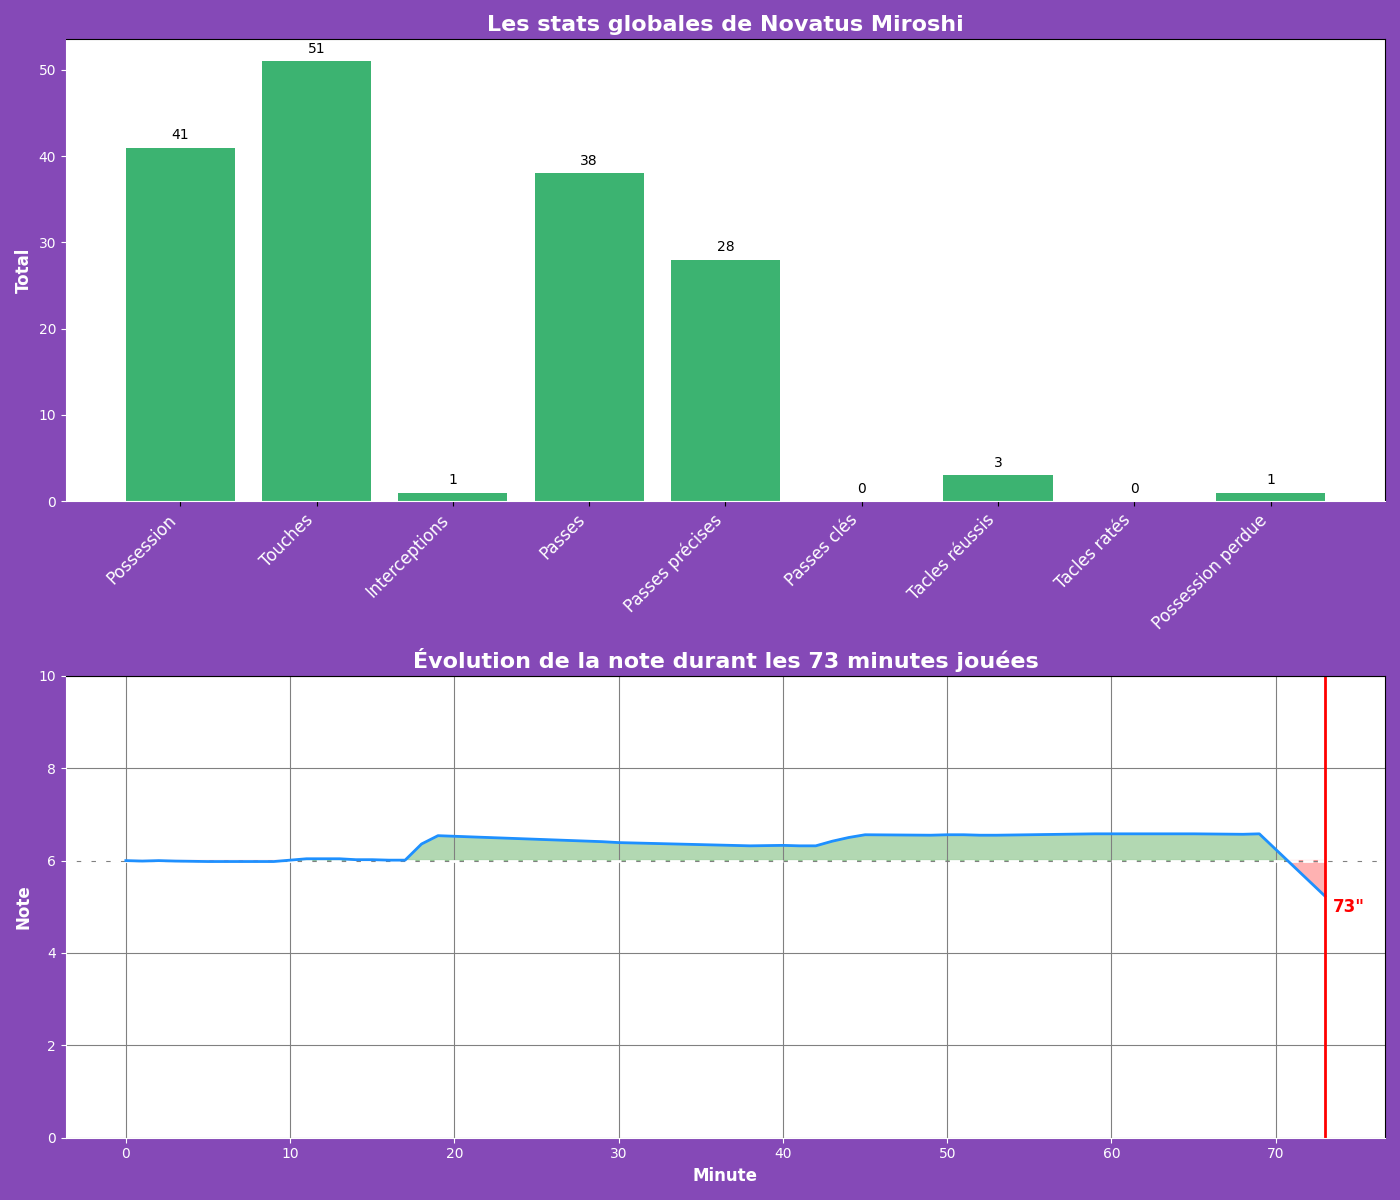 Les stats globales de Novatus Miroshi
51
50
41
40
38
30
28
20
10
3
1
1
0
0
0
Total
Possession
Touches
Interceptions
Passes
Passes précises
Passes clés
Tacles réussis
Tacles ratés
Possession perdue
Évolution de la note durant les 73 minutes jouées
10
8
6
4
2
0
Note
73"
0 10 20 30 40 50 60 70
Minute